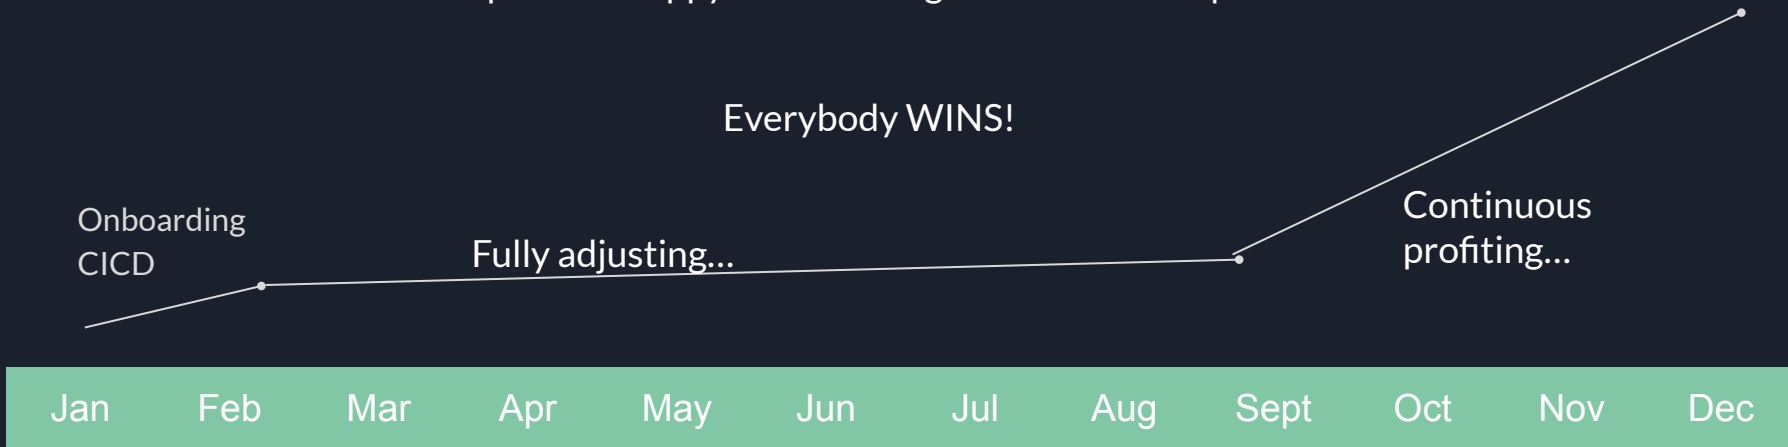 Everybody WINS!
Onboarding
CICD
Fully adjusting...
Continuous
profiting...
Jan Feb Mar Apr May Jun Jul Aug Sept Oct Nov Dec